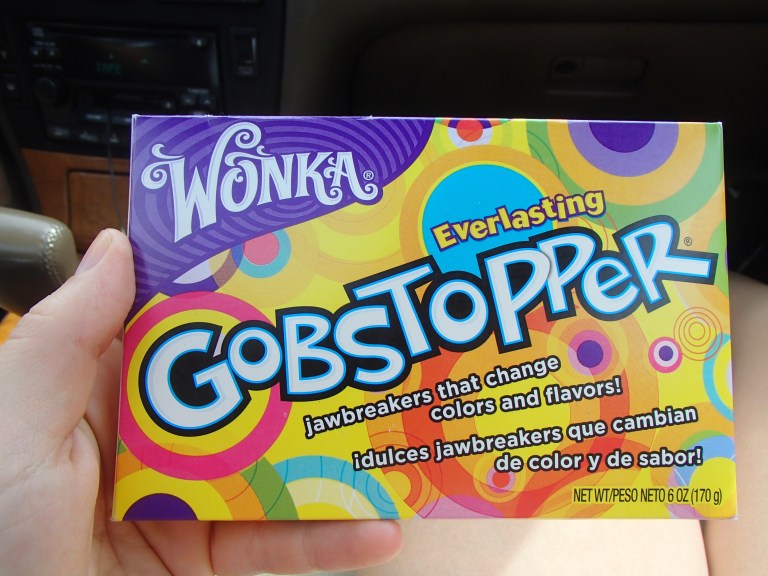 TAPE
WONKA®
Everlasting
GOBSTOPPER®
jawbreakers that change
colors and flavors!
¡dulces jawbreakers que cambian
de color y de sabor!
NET WT/PESO NETO 6 OZ (170 g)